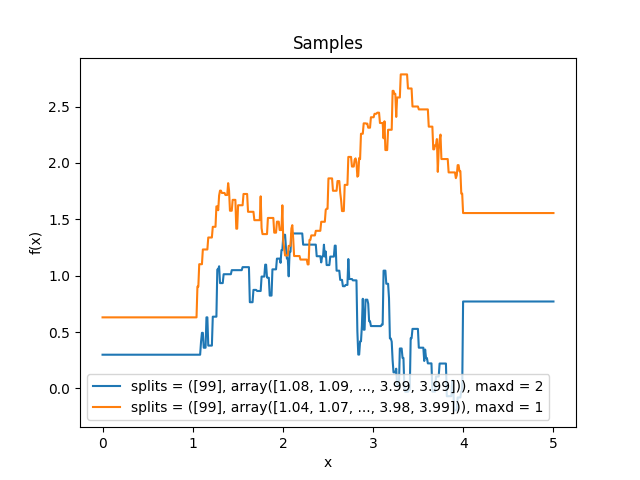 Samples
f(x)
2.5
2.0
1.5
1.0
0.5
0.0
splits = ([99], array([1.08, 1.09, ..., 3.99, 3.99])), maxd = 2
splits = ([99], array([1.04, 1.07, ..., 3.98, 3.99])), maxd = 1
0 1 2 3 4 5
x